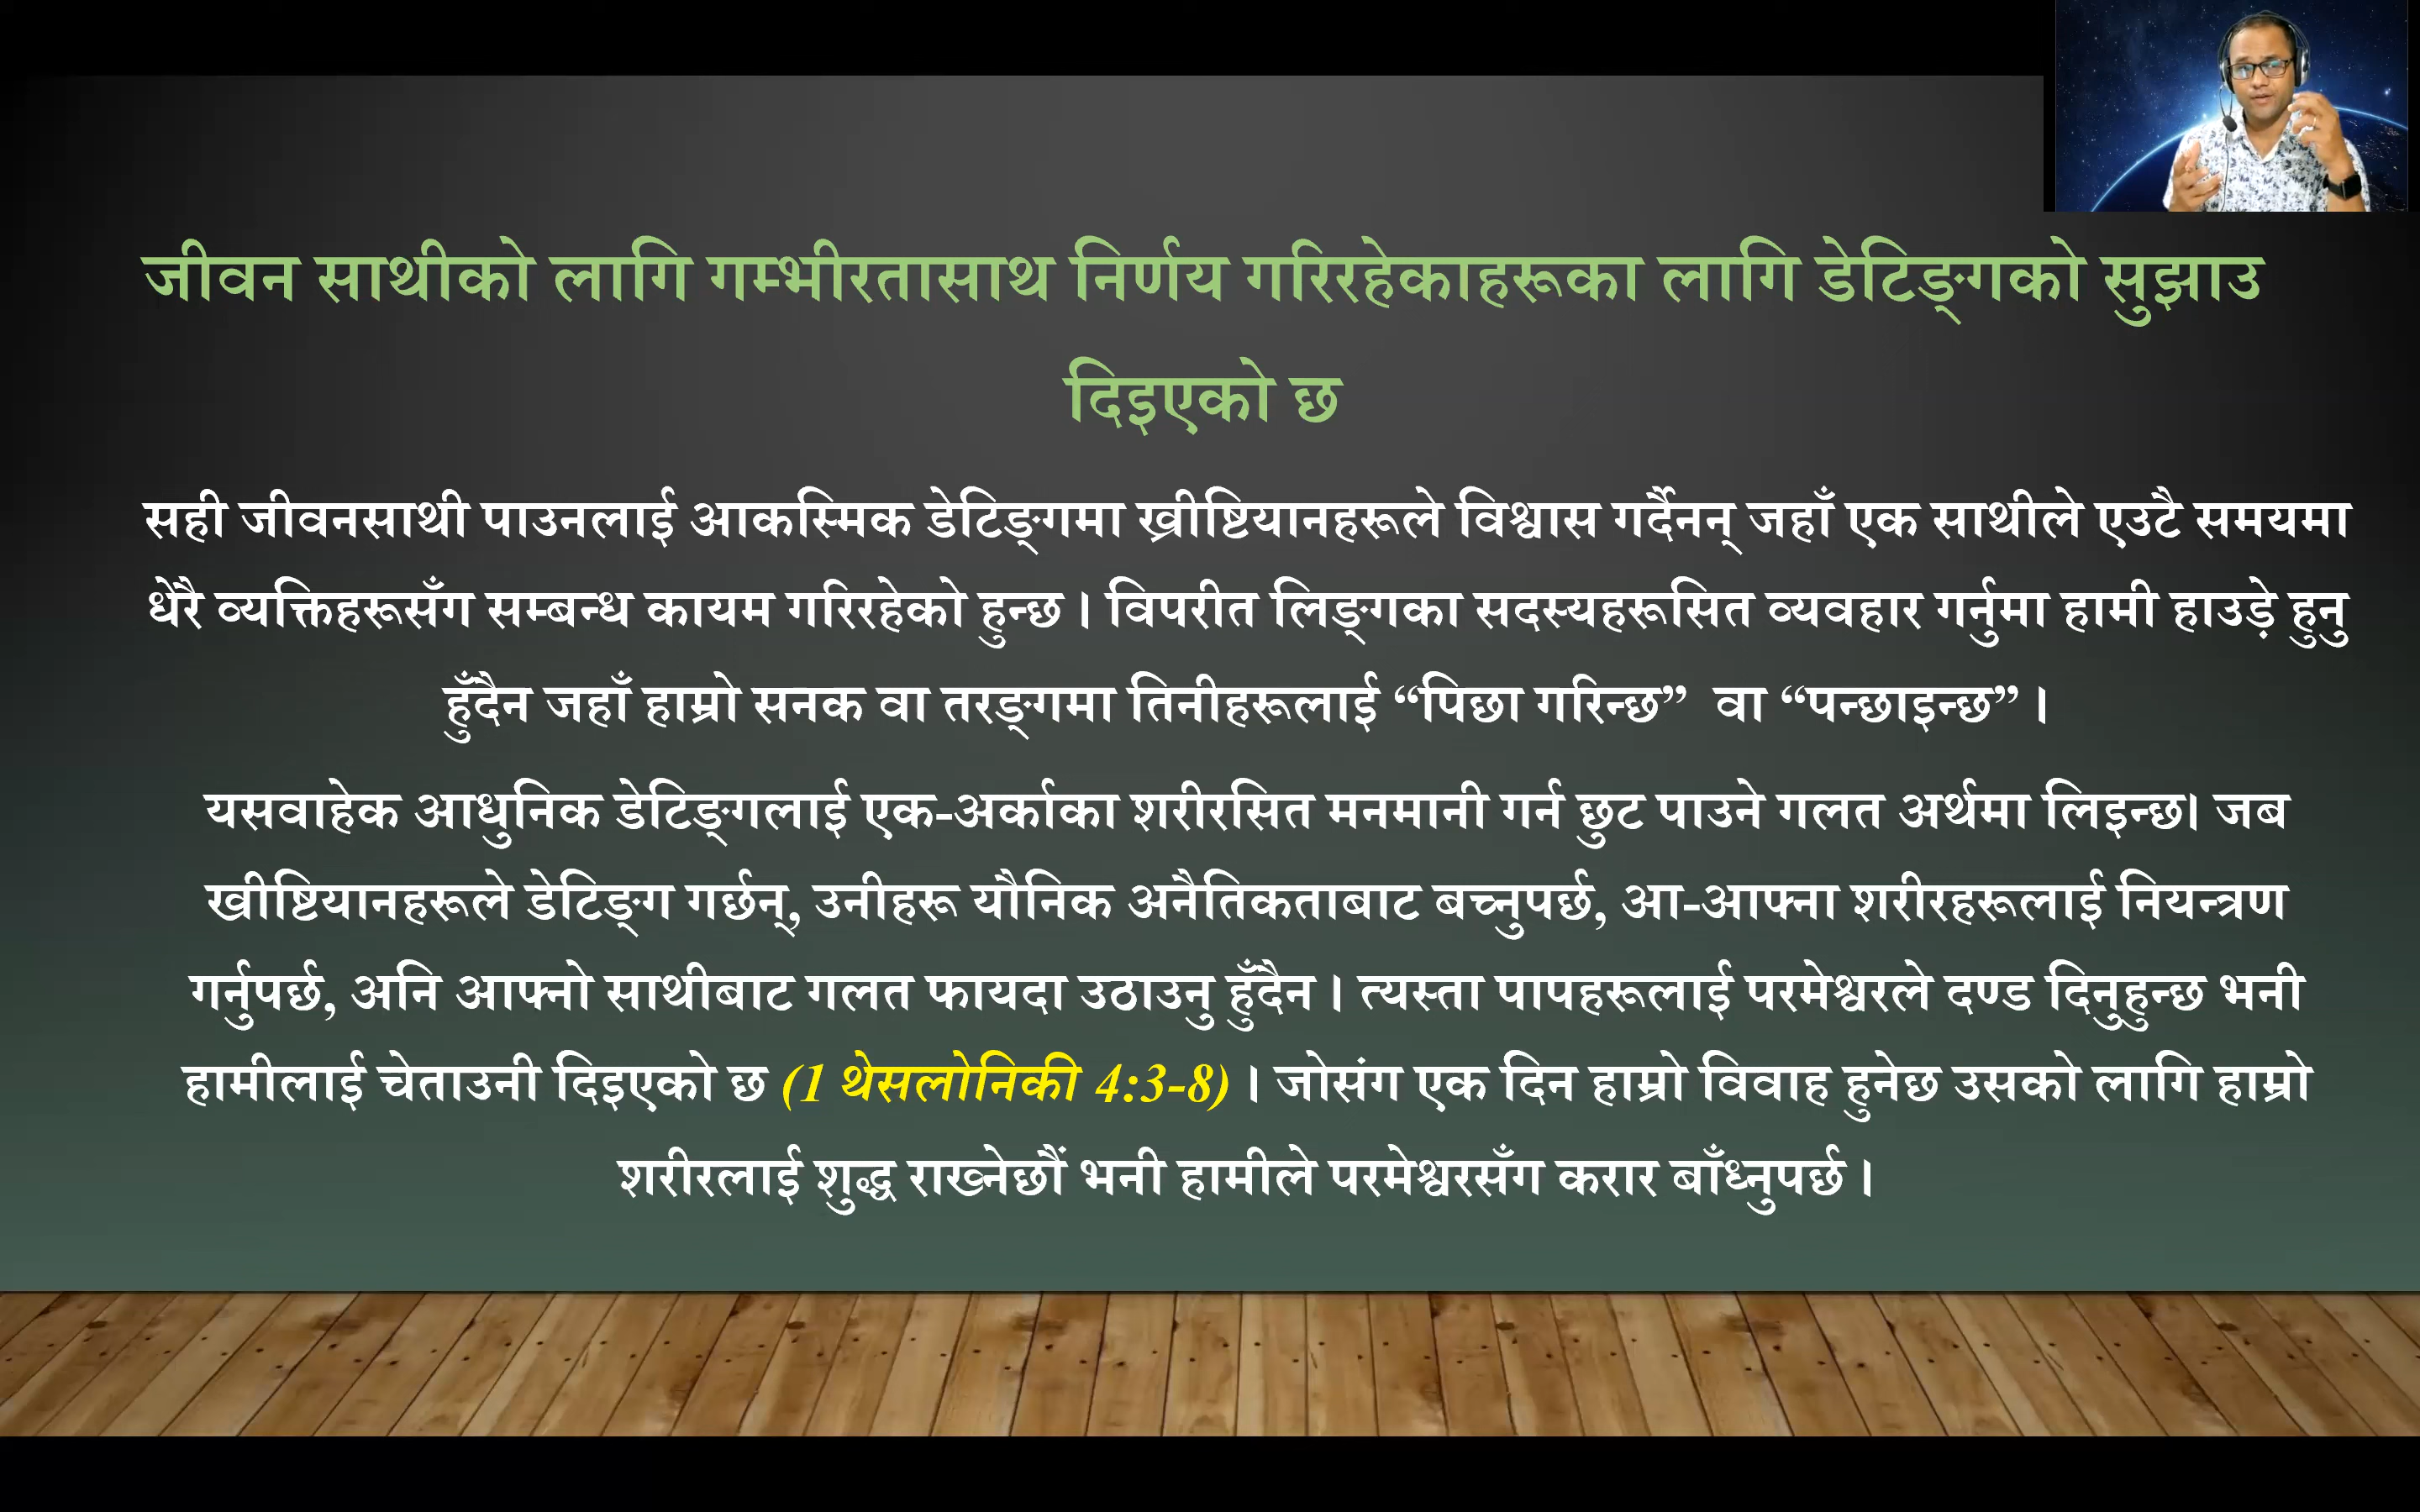 जीवन साथीको लागि गम्भीरतासाथ निर्णय गरिरहेकाहरूका लागि डेटिङ्गको सुझाउ
दिइएको छ
सही जीवनसाथी पाउनलाई आकस्मिक डेटिङ्गमा ख्रीष्टियानहरूले विश्वास गर्दैनन् जहाँ एक साथीले एउटै समयमा
धेरै व्यक्तिहरूसँग सम्बन्ध कायम गरिरहेको हुन्छ । विपरीत लिङ्गका सदस्यहरूसित व्यवहार गर्नुमा हामी हाउड़े हुनु
हुँदैन जहाँ हाम्रो सनक वा तरङ्गमा तिनीहरूलाई “पिछा गरिन्छ” वा “पन्छाइन्छ” ।
यसवाहेक आधुनिक डेटिङ्गलाई एक-अर्काका शरीरसित मनमानी गर्न छुट पाउने गलत अर्थमा लिइन्छ। जब
खीष्टियानहरूले डेटिङ्ग गर्छन्, उनीहरू यौनिक अनैतिकताबाट बच्नुपर्छ, आ-आफ्ना शरीरहरूलाई नियन्त्रण
गर्नुपर्छ, अनि आफ्नो साथीबाट गलत फायदा उठाउनु हुँदैन । त्यस्ता पापहरूलाई परमेश्वरले दण्ड दिनुहुन्छ भनी
हामीलाई चेताउनी दिइएको छ (1 थेसलोनिकी 4:3-8) । जोसंग एक दिन हाम्रो विवाह हुनेछ उसको लागि हाम्रो
शरीरलाई शुद्ध राख्नेछौं भनी हामीले परमेश्वरसँग करार बाँध्नुपर्छ ।